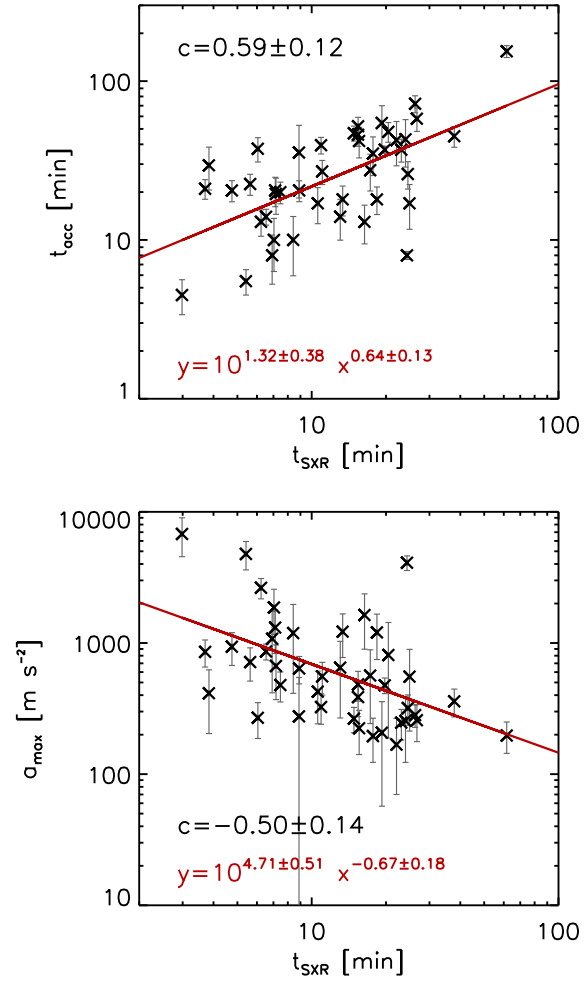 c=0.59±0.12
100
10
1
t_acc [min]
y=10^1.32±0.38 x^0.64±0.13
10 100
t_SXR [min]
10000
1000
100
10
a_max [m s⁻²]
c=−0.50±0.14
y=10^4.71±0.51 x^−0.67±0.18
10 100
t_SXR [min]